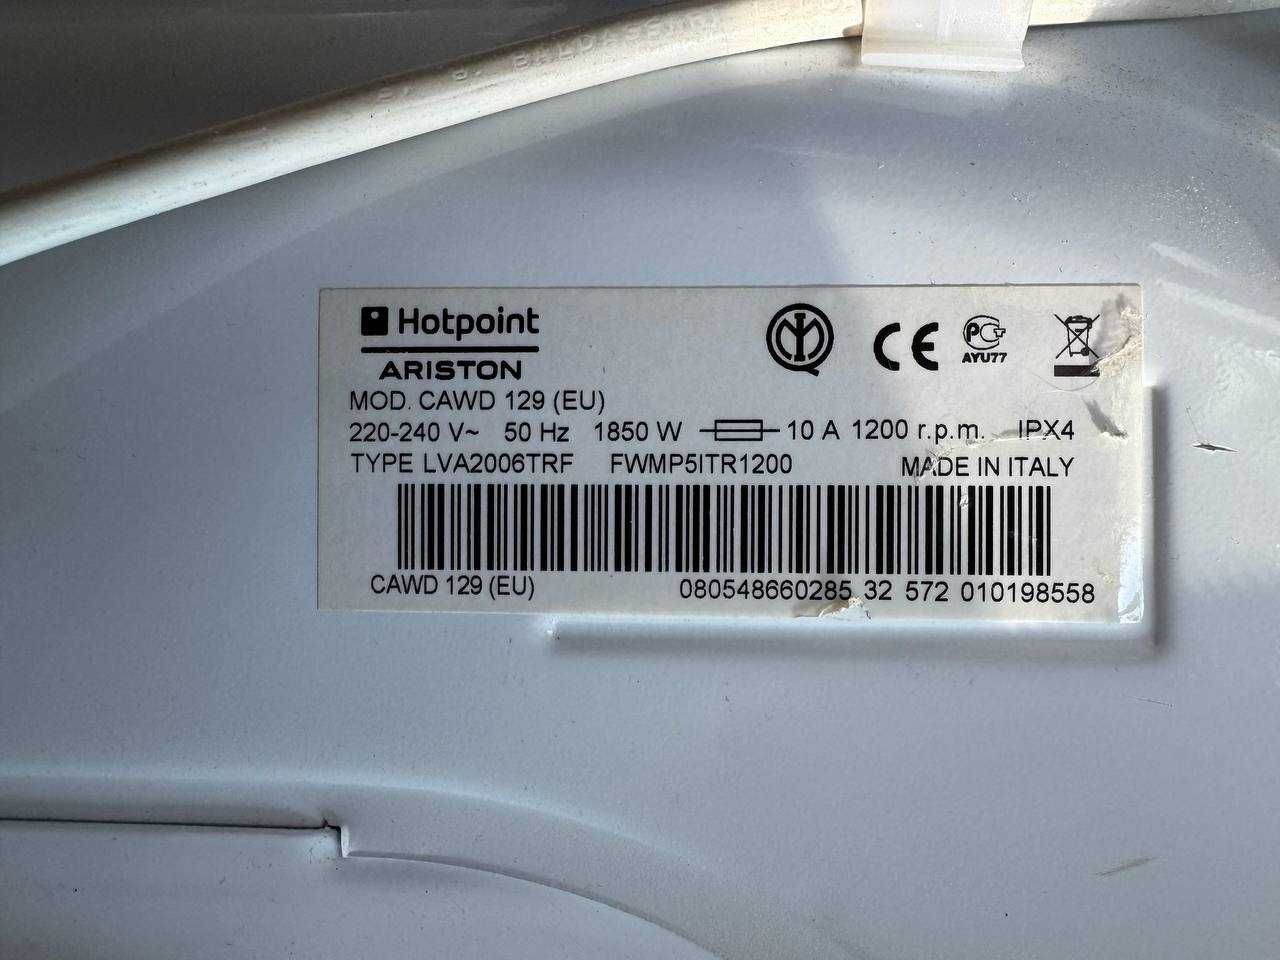 Hotpoint
ARISTON
CE
PCT
AYU77
MOD. CAWD 129 (EU)
220-240 V~ 50 Hz 1850 W 10 A 1200 r.p.m. IPX4
TYPE LVA2006TRF FWMP5ITR1200 MADE IN ITALY
CAWD 129 (EU) 080548660285 32 572 010198558